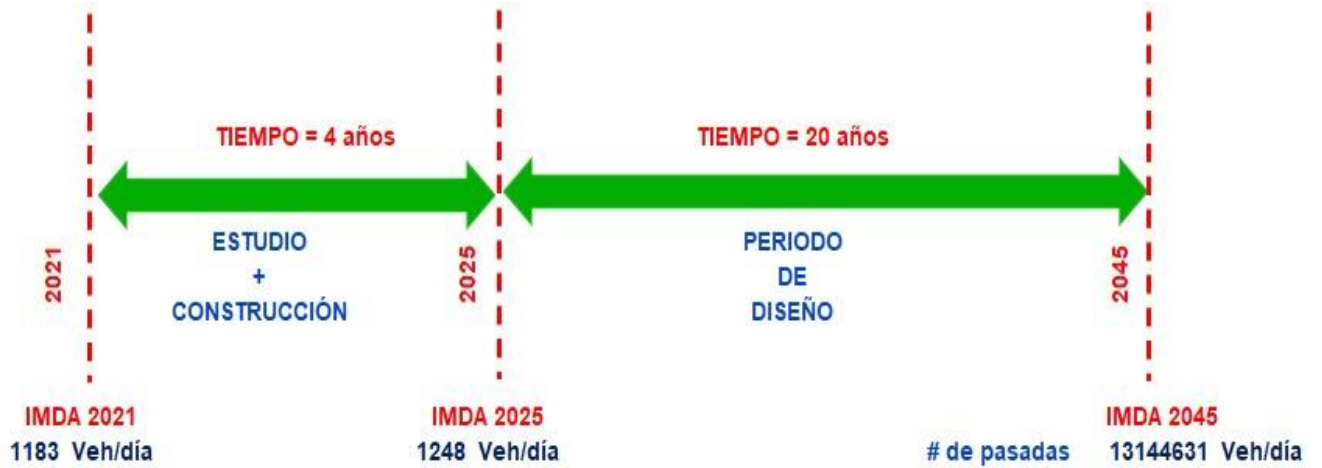 TIEMPO = 4 años
TIEMPO = 20 años
2021
ESTUDIO
+
CONSTRUCCIÓN
2025
PERIODO
DE
DISEÑO
2045
IMDA 2021
1183 Veh/día
IMDA 2025
1248 Veh/día
# de pasadas
IMDA 2045
13144631 Veh/día